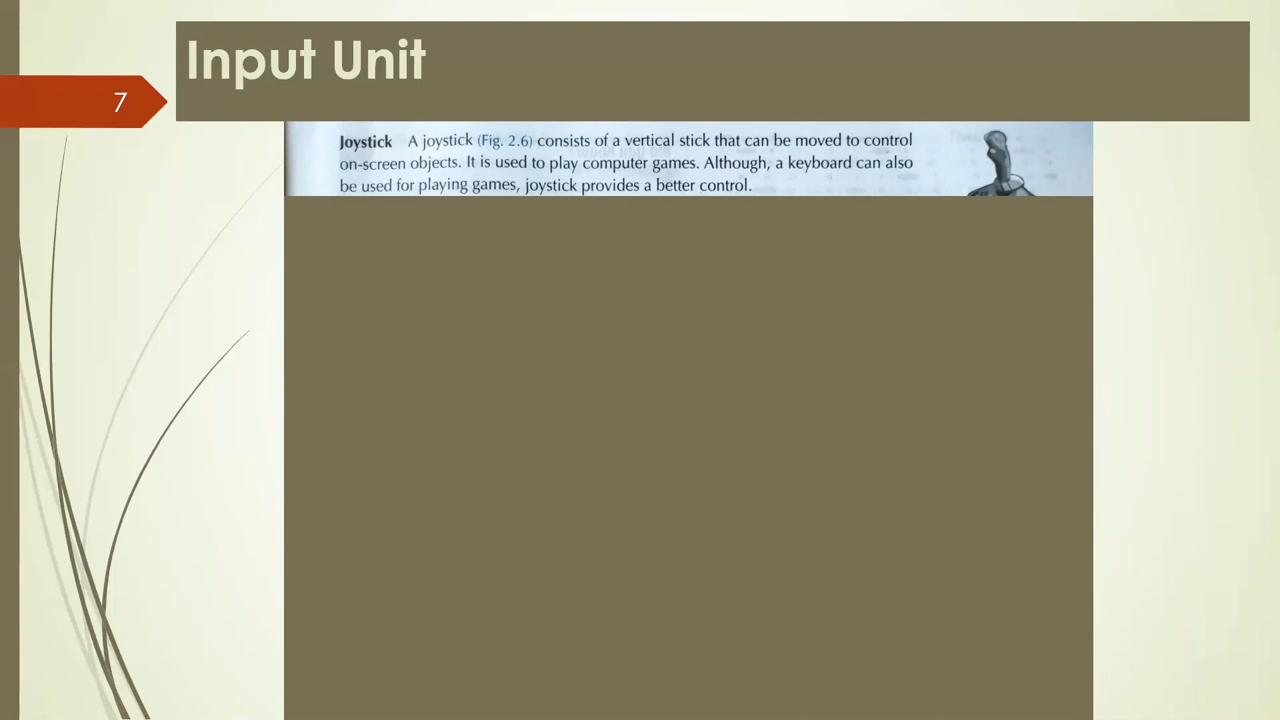 Input Unit
7
Joystick A joystick (Fig. 2.6) consists of a vertical stick that can be moved to control
on-screen objects. It is used to play computer games. Although, a keyboard can also
be used for playing games, joystick provides a better control.